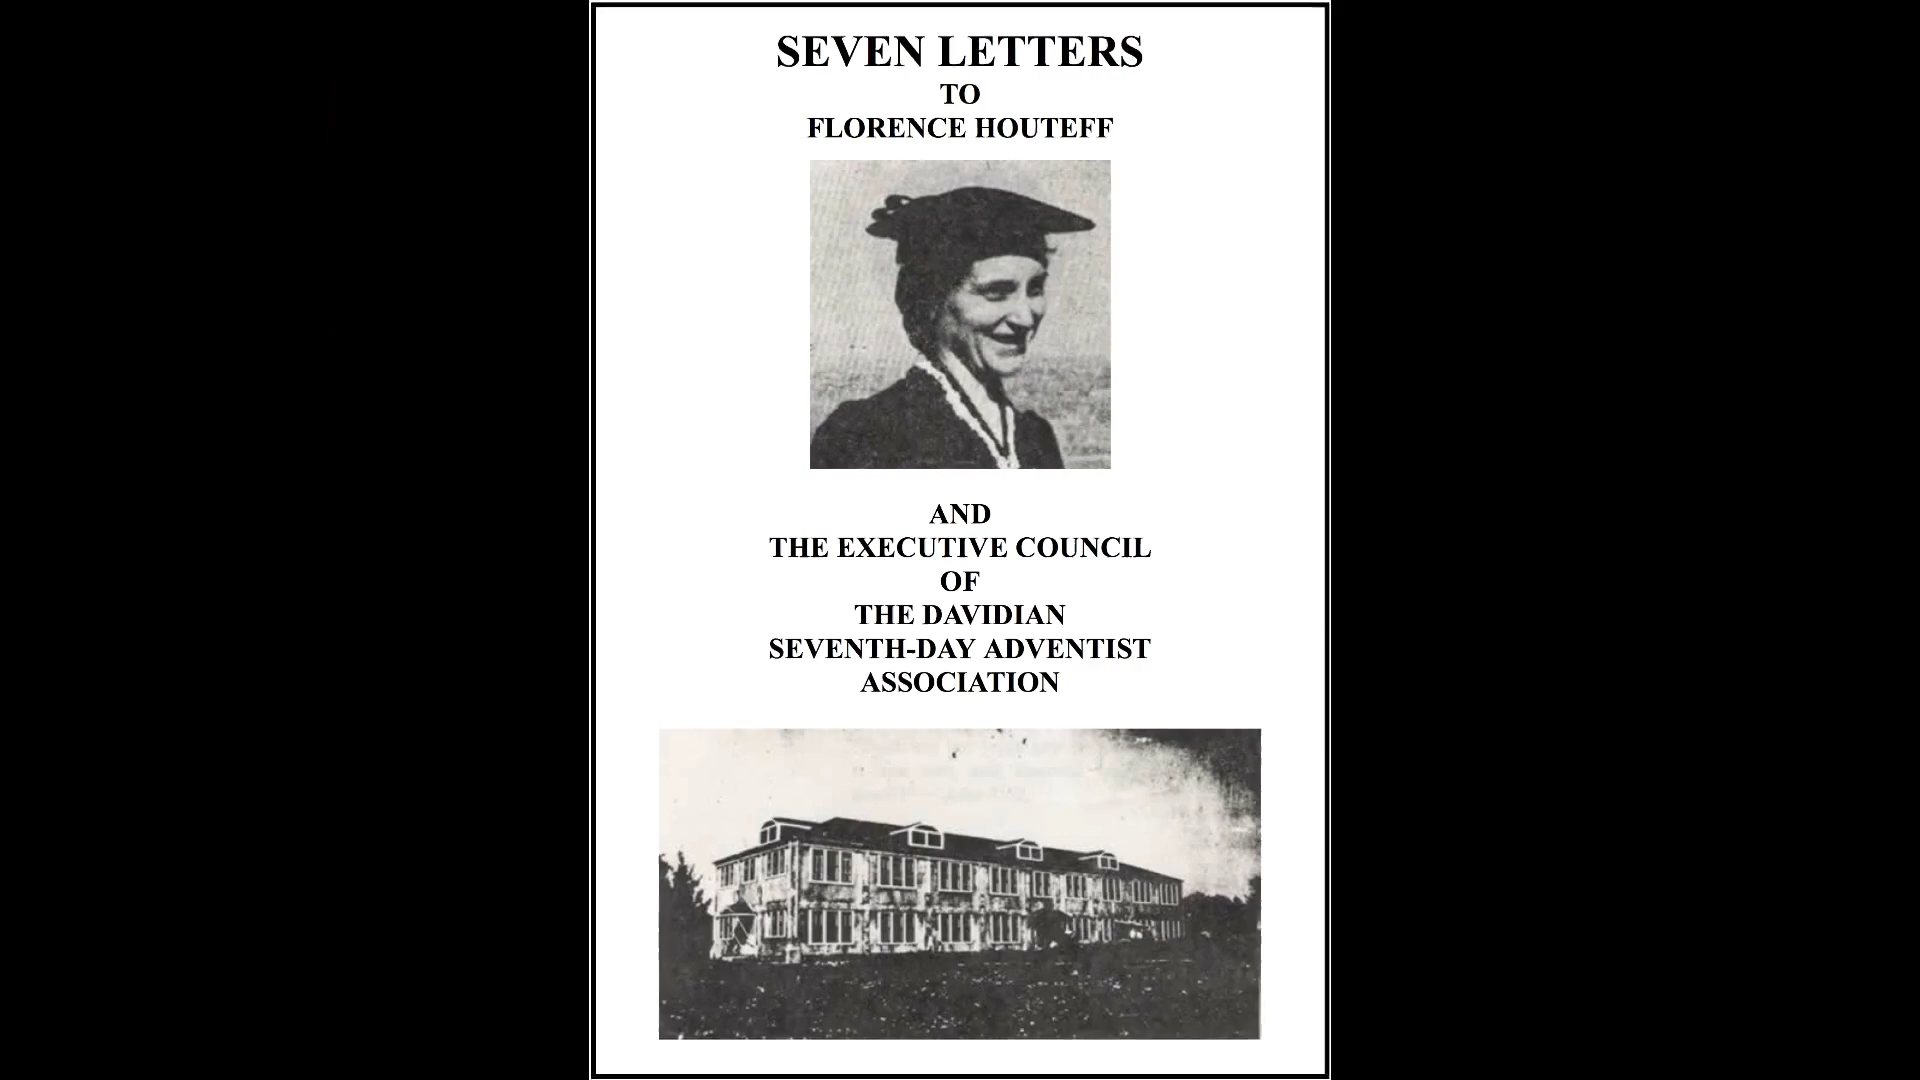 SEVEN LETTERS
TO
FLORENCE HOUTEFF
AND
THE EXECUTIVE COUNCIL
OF
THE DAVIDIAN
SEVENTH-DAY ADVENTIST
ASSOCIATION